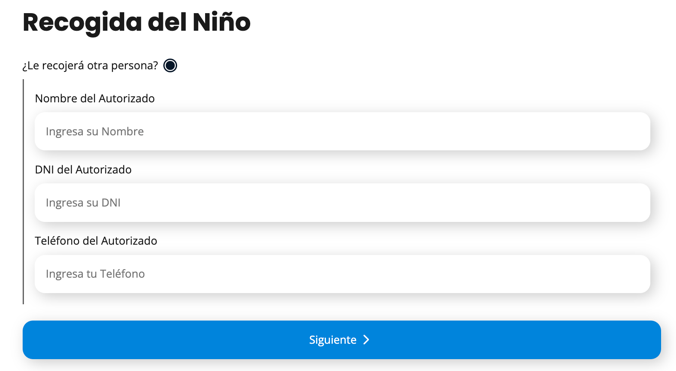 Recogida del Niño
¿Le recojerá otra persona?
Nombre del Autorizado
Ingresa su Nombre
DNI del Autorizado
Ingresa su DNI
Teléfono del Autorizado
Ingresa tu Teléfono
Siguiente